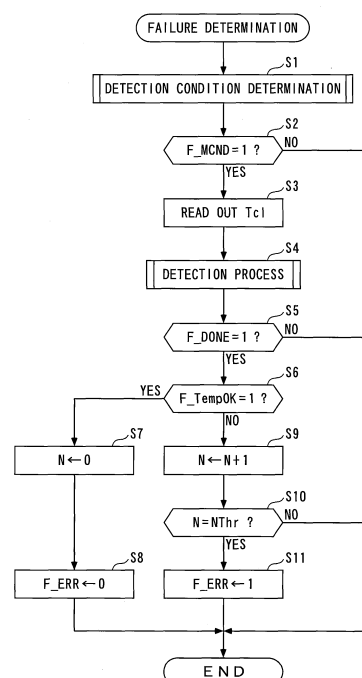 FAILURE DETERMINATION
S1
DETECTION CONDITION DETERMINATION
S2
F_MCND=1 ?
NO
YES
S3
READ OUT Tcl
S4
DETECTION PROCESS
S5
F_DONE=1 ?
NO
YES
S6
YES
F_TempOK=1 ?
NO
S7
S9
N←0
N←N+1
S10
N=NThr ?
NO
YES
S8
S11
F_ERR←0
F_ERR←1
END